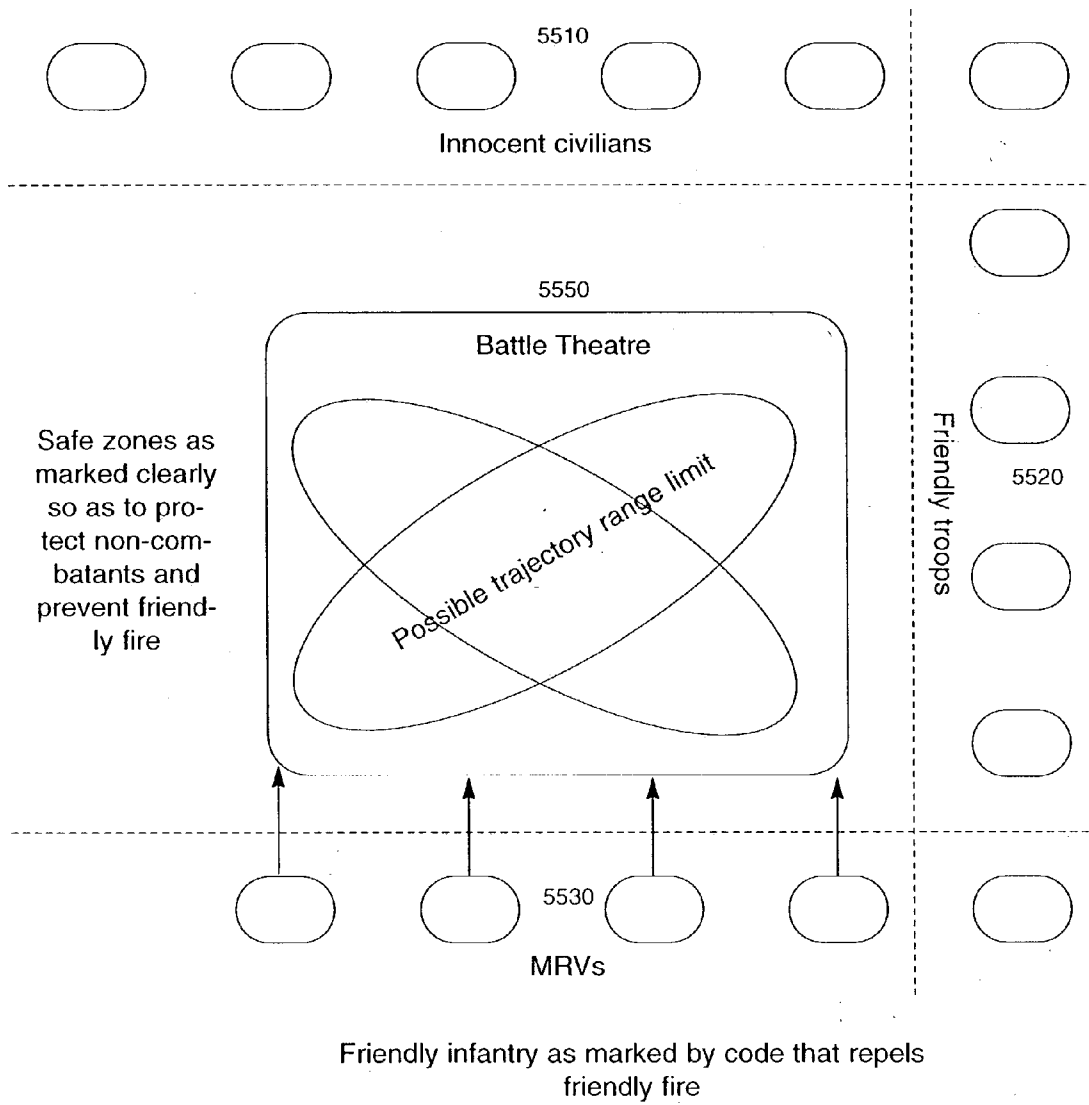 5510
Innocent civilians
5550
Battle Theatre
Possible trajectory range limit
Safe zones as
marked clearly
so as to pro-
tect non-com-
batants and
prevent friend-
ly fire
Friendly troops
5520
5530
MRVs
Friendly infantry as marked by code that repels
friendly fire